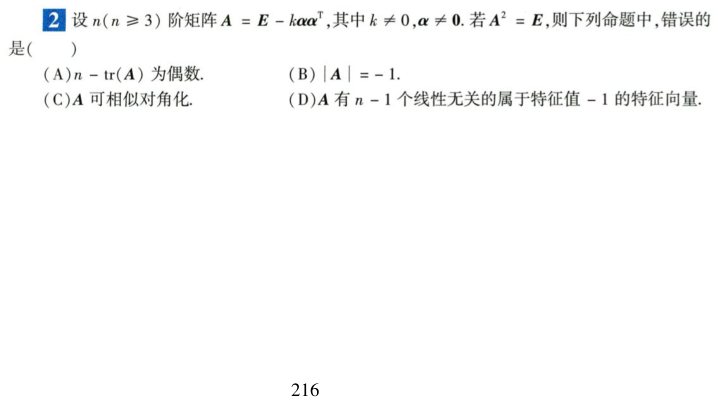 2 设 n(n ≥ 3) 阶矩阵 A = E − kαα^T,其中 k ≠ 0,α ≠ 0. 若 A² = E,则下列命题中,错误的
是(  )
(A)n − tr(A) 为偶数. (B)|A| = − 1.
(C)A 可相似对角化. (D)A 有 n − 1 个线性无关的属于特征值 − 1 的特征向量.
216